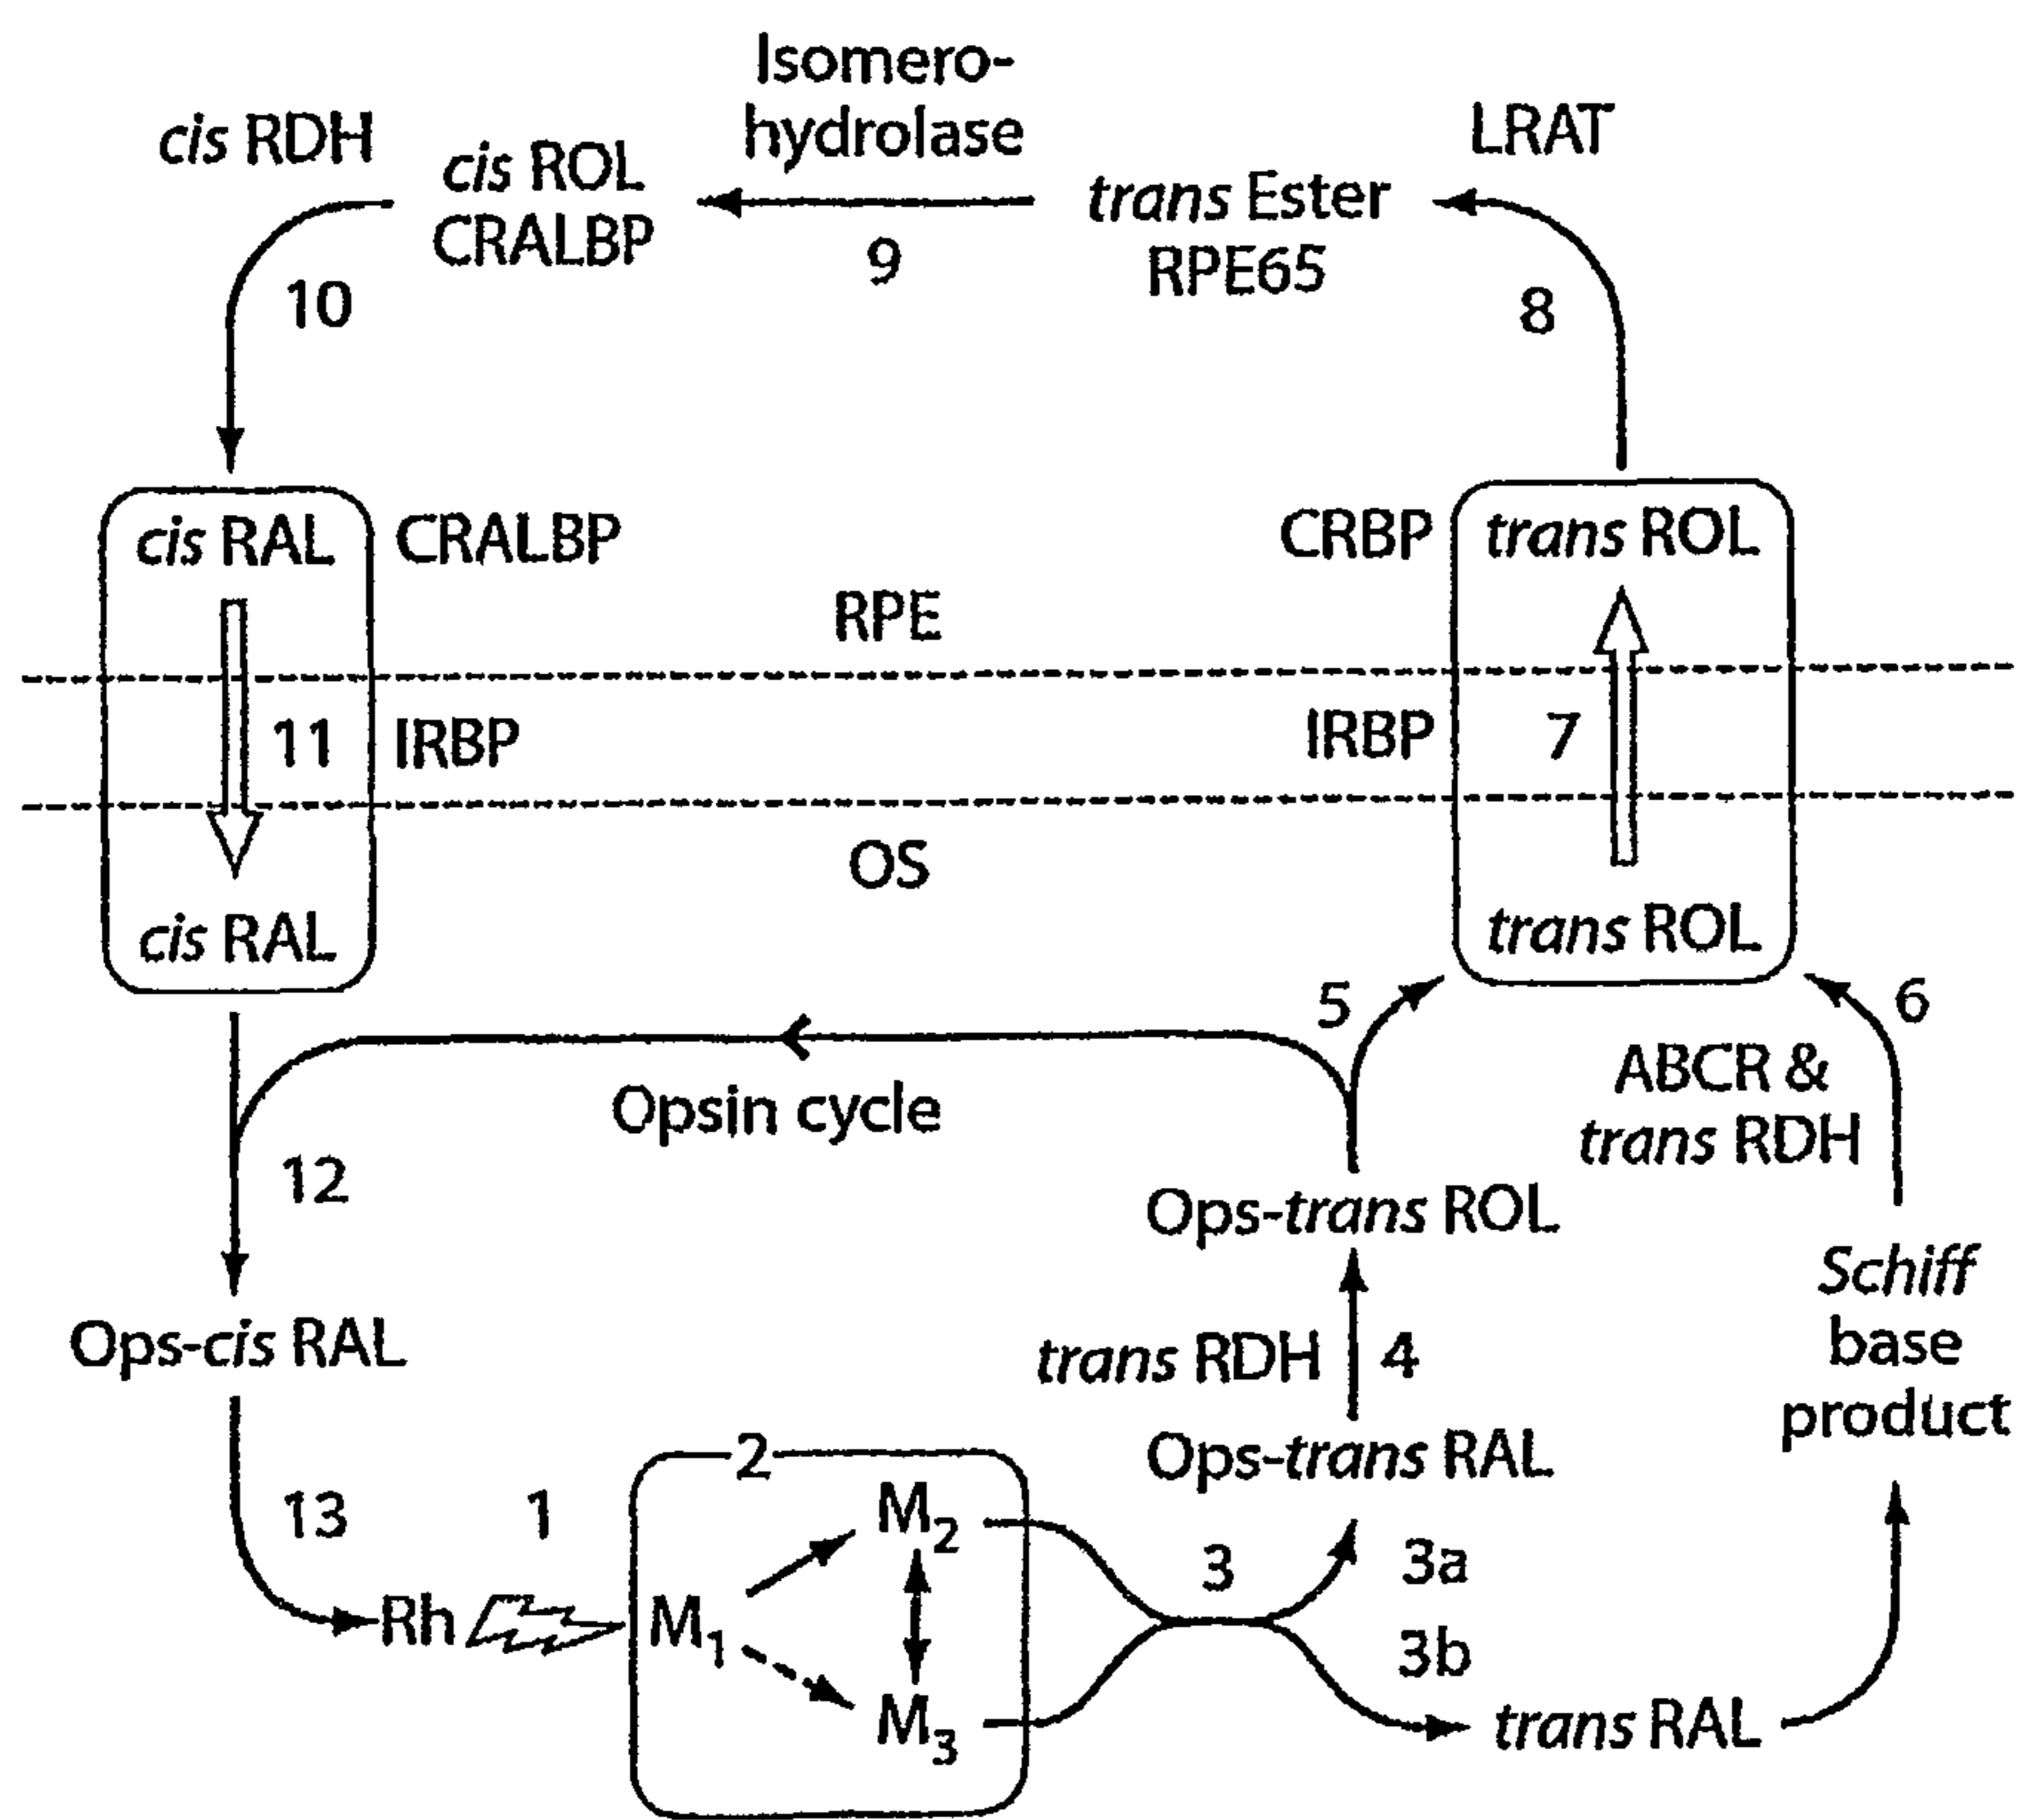 Isomero-
hydrolase
cis RDH
cis ROL
CRALBP
LRAT
trans Ester
RPE65
9
10
8
cis RAL
CRALBP
CRBP
trans ROL
RPE
11
IRBP
IRBP
7
OS
cis RAL
trans ROL
5
6
ABCR &
trans RDH
Opsin cycle
12
Ops-trans ROL
Schiff
base
product
Ops-cis RAL
trans RDH
4
Ops-trans RAL
13
1
2
M2
3
3a
Rh
M1
3b
M3
trans RAL